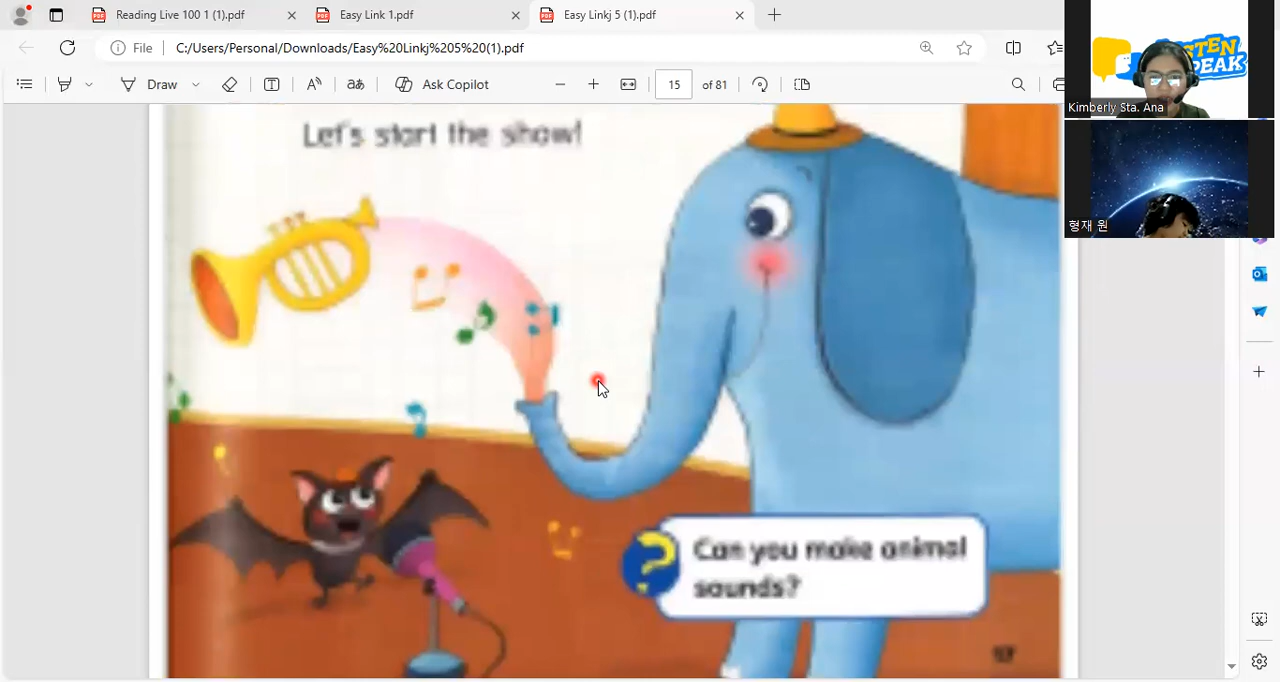 Reading Live 100 1 (1).pdf
Easy Link 1.pdf
Easy Linkj 5 (1).pdf
File
C:/Users/Personal/Downloads/Easy%20Linkj%205%20(1).pdf
Draw
Ask Copilot
15 of 81
Let's start the show!
Can you make animal
sounds?
LISTEN
SPEAK
Kimberly Sta. Ana
형재 원